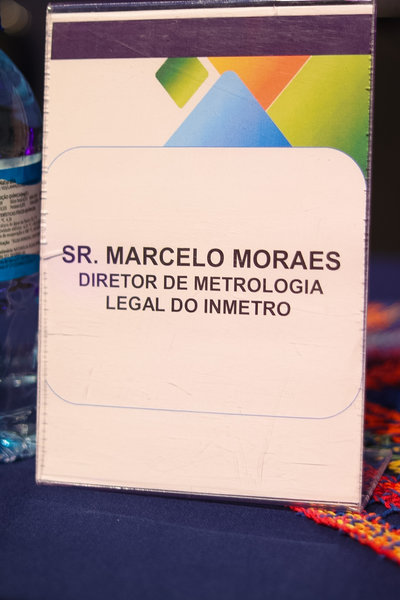 SR. MARCELO MORAES
DIRETOR DE METROLOGIA
LEGAL DO INMETRO